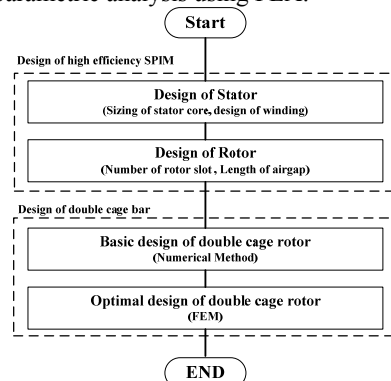 parametric analysis using FEM.
Start
Design of high efficiency SPIM
Design of Stator
(Sizing of stator core, design of winding)
Design of Rotor
(Number of rotor slot , Length of airgap)
Design of double cage bar
Basic design of double cage rotor
(Numerical Method)
Optimal design of double cage rotor
(FEM)
END